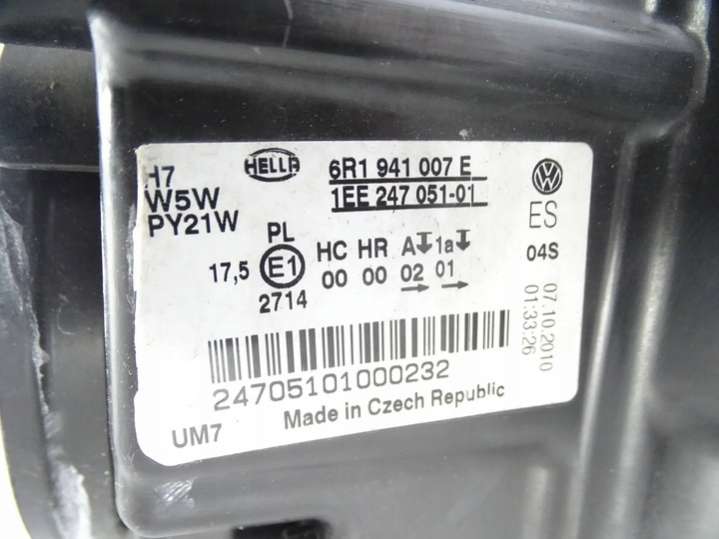 H7
W5W
PY21W
HELLA
6R1 941 007 E
1EE 247 051-01
VW
ES
04S
PL
17,5 E1 HC HR A 1a
2714 00 00 02 01
07.10.2010
01:33:26
24705101000232
UM7 Made in Czech Republic